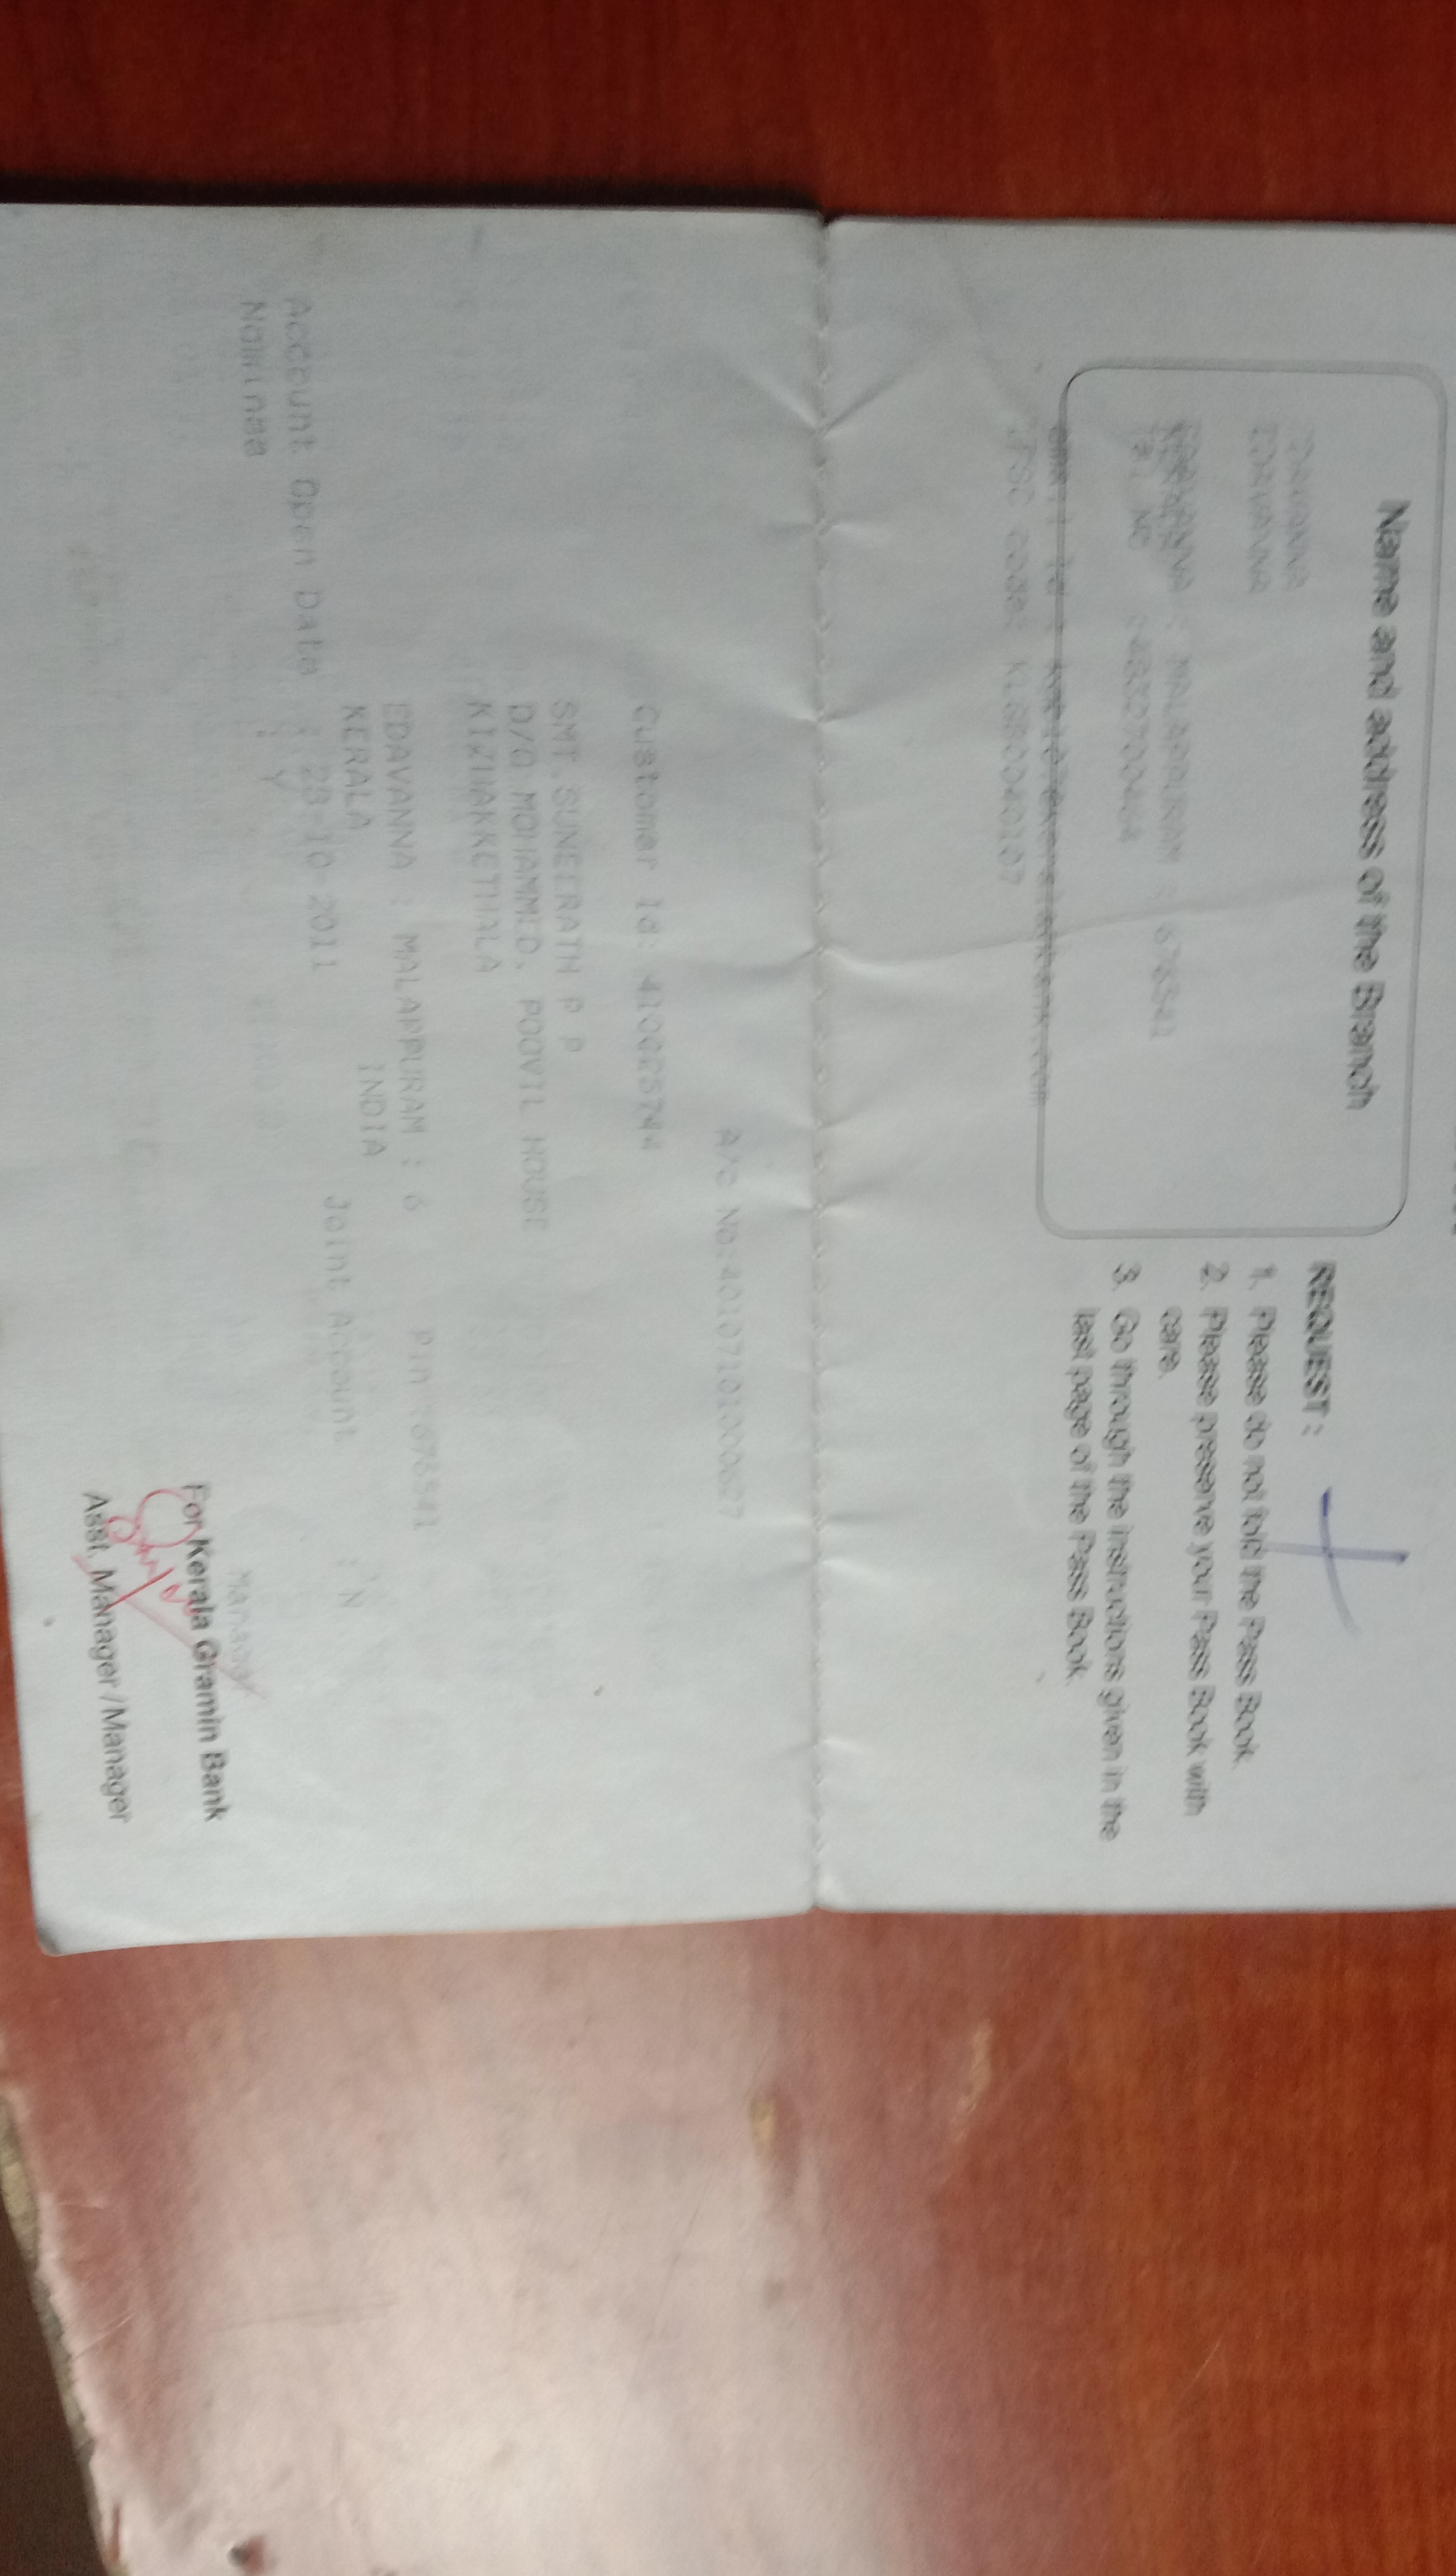 Name and address of the Branch
EDAVANNA
EDAVANNA
EDAVANNA : MALAPPURAM : 676541
Tel No
IFSC code: KLGB0040107
REQUEST :
1. Please do not fold the Pass Book.
2. Please preserve your Pass Book with
care.
3. Go through the instructions given in the
last page of the Pass Book.
A/c No:40107101000627
Customer Id:
SMT.SUNEERATH P P
D/O MOHAMMED, POOVIL HOUSE
KIZHAKKETHALA
EDAVANNA : MALAPPURAM : 6 Pin:676541
KERALA INDIA
Account Open Date : 28-10-2011 Joint Account : N
Nominee : Y
Manager
For Kerala Gramin Bank
Asst. Manager / Manager